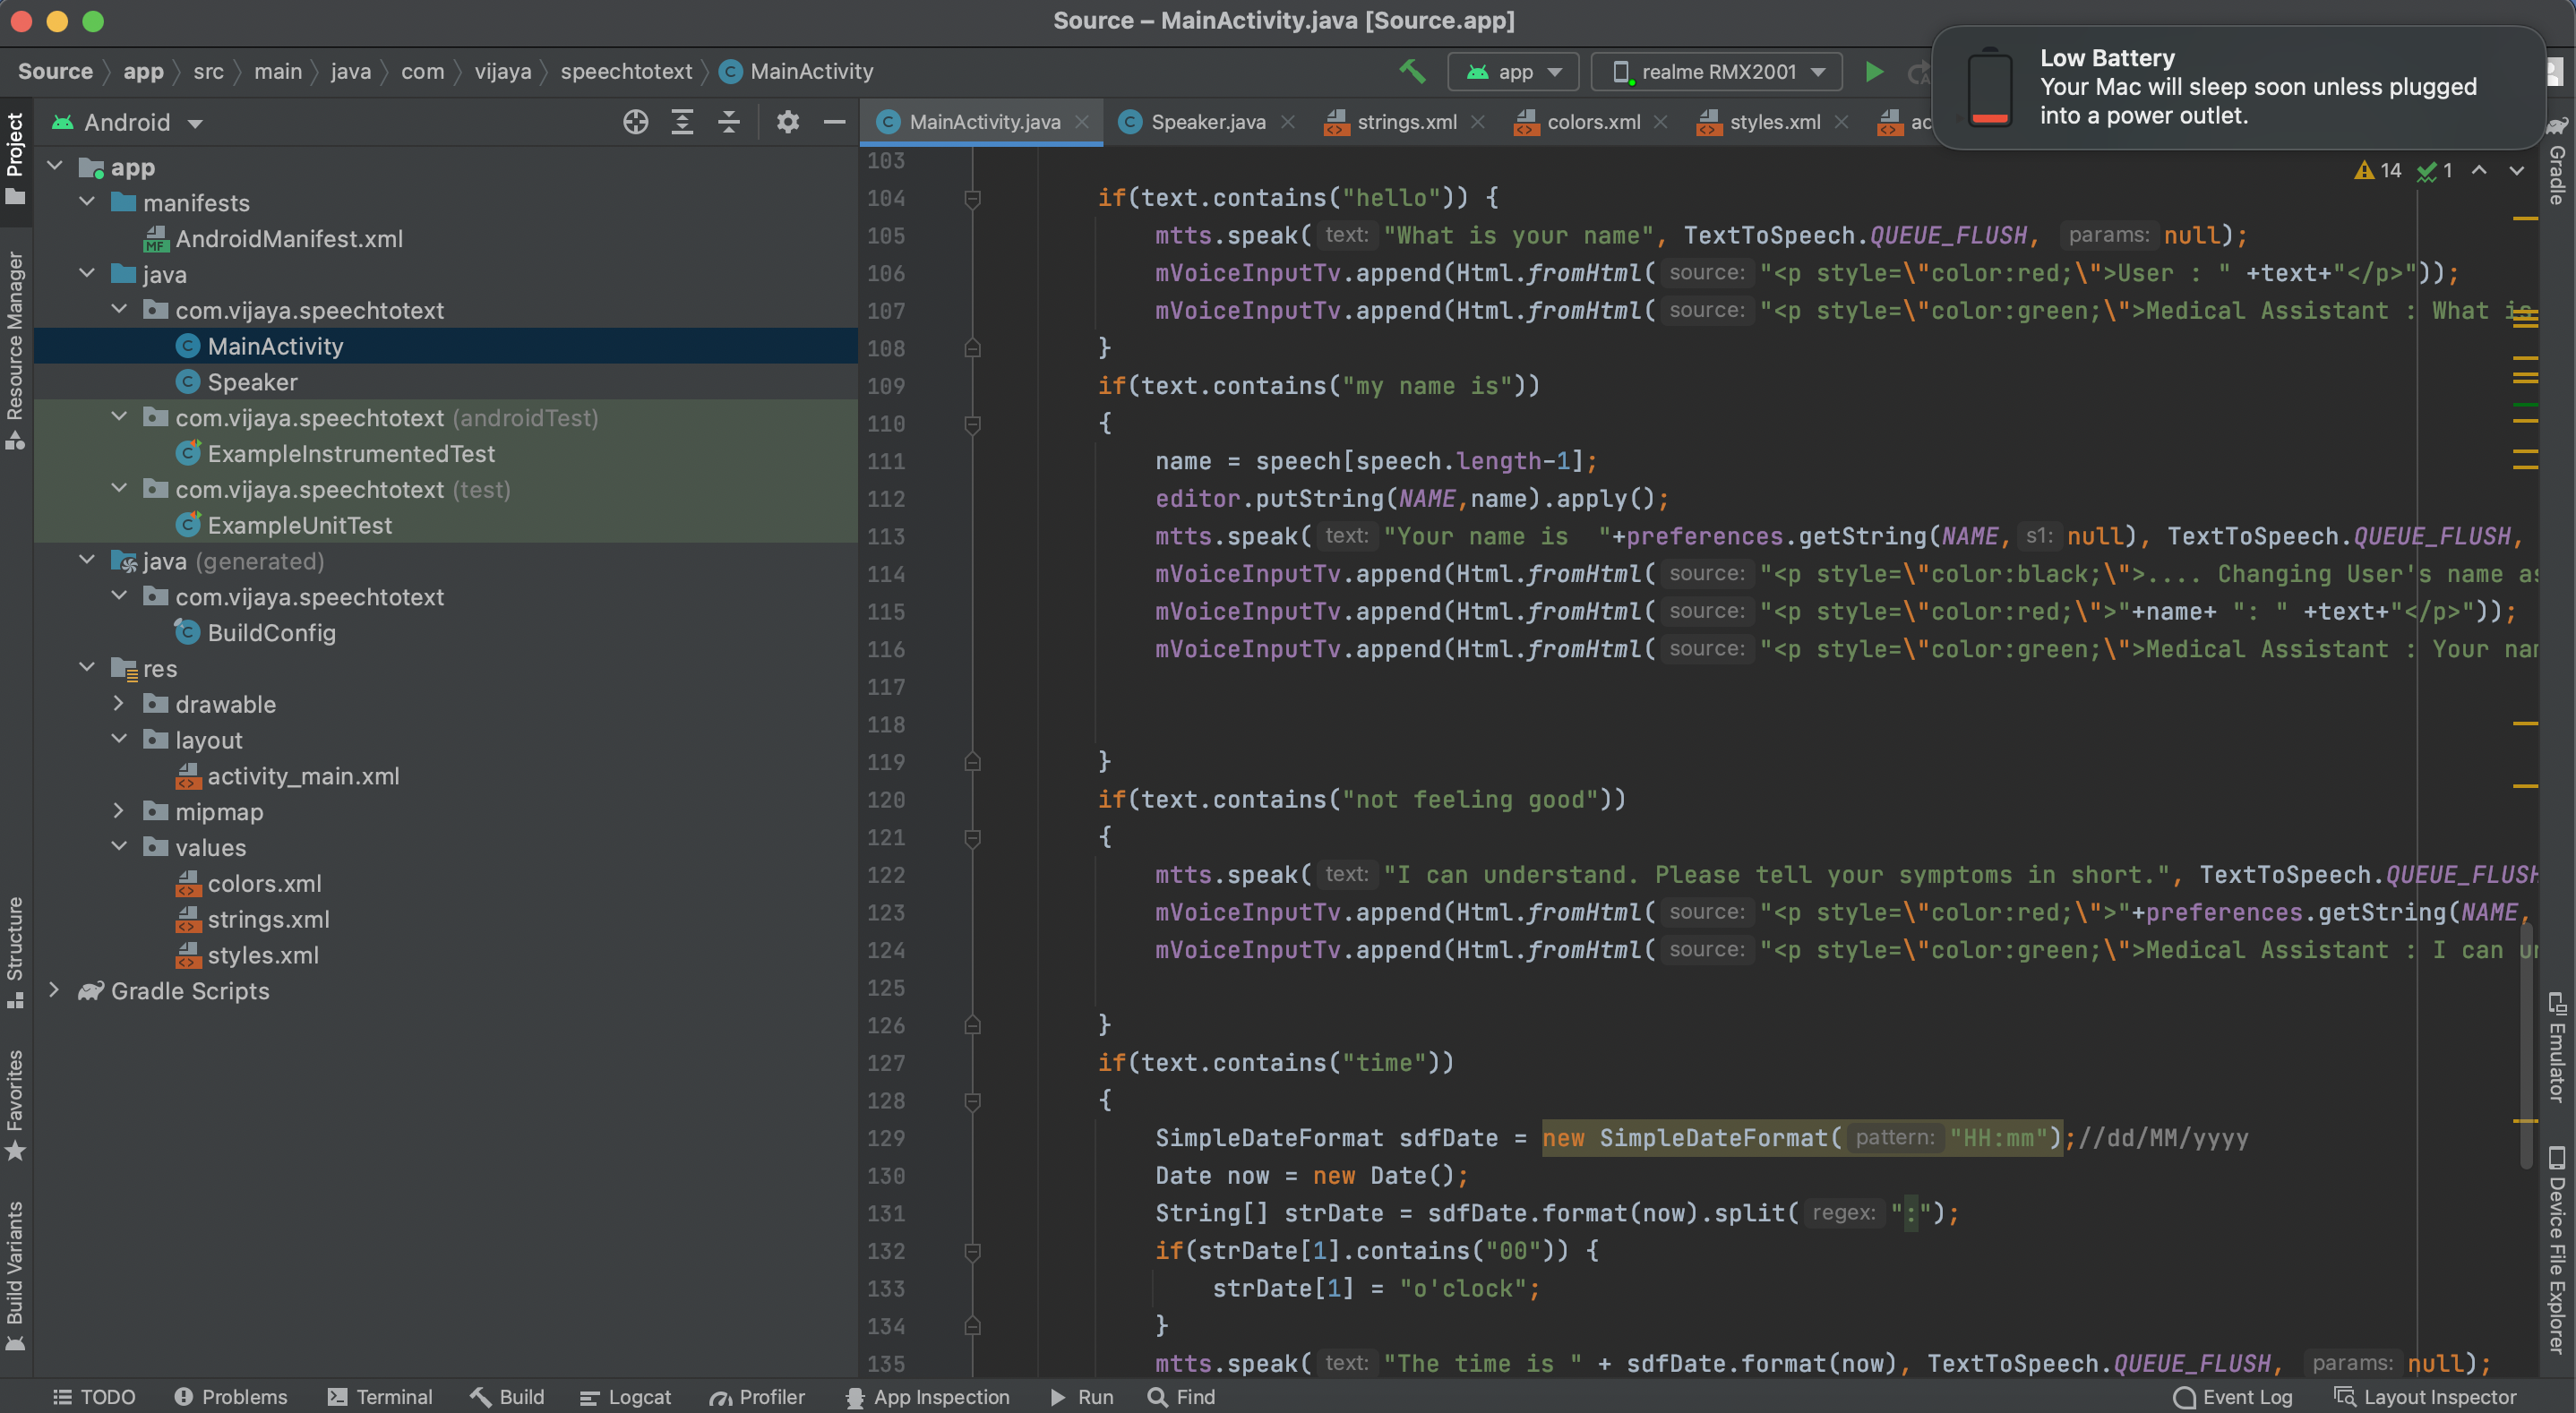 Source – MainActivity.java [Source.app]
Low Battery
Your Mac will sleep soon unless plugged
into a power outlet.
Source app src main java com vijaya speechtotext MainActivity app realme RMX2001
Android
MainActivity.java Speaker.java strings.xml colors.xml styles.xml
14 1
Project
Resource Manager
Structure
Favorites
Build Variants
app
manifests
AndroidManifest.xml
java
com.vijaya.speechtotext
MainActivity
Speaker
com.vijaya.speechtotext (androidTest)
ExampleInstrumentedTest
com.vijaya.speechtotext (test)
ExampleUnitTest
java (generated)
com.vijaya.speechtotext
BuildConfig
res
drawable
layout
activity_main.xml
mipmap
values
colors.xml
strings.xml
styles.xml
Gradle Scripts
103
104 if(text.contains("hello")) {
105 mtts.speak( text: "What is your name", TextToSpeech.QUEUE_FLUSH, params: null);
106 mVoiceInputTv.append(Html.fromHtml( source: "<p style=\"color:red;\">User : " +text+"</p>"));
107 mVoiceInputTv.append(Html.fromHtml( source: "<p style=\"color:green;\">Medical Assistant : What is
108 }
109 if(text.contains("my name is"))
110 {
111 name = speech[speech.length-1];
112 editor.putString(NAME,name).apply();
113 mtts.speak( text: "Your name is  "+preferences.getString(NAME, s1: null), TextToSpeech.QUEUE_FLUSH,
114 mVoiceInputTv.append(Html.fromHtml( source: "<p style=\"color:black;\">.... Changing User's name as
115 mVoiceInputTv.append(Html.fromHtml( source: "<p style=\"color:red;\">"+name+ ": " +text+"</p>"));
116 mVoiceInputTv.append(Html.fromHtml( source: "<p style=\"color:green;\">Medical Assistant : Your
117
118
119 }
120 if(text.contains("not feeling good"))
121 {
122 mtts.speak( text: "I can understand. Please tell your symptoms in short.", TextToSpeech.QUEUE_FLUSH
123 mVoiceInputTv.append(Html.fromHtml( source: "<p style=\"color:red;\">"+preferences.getString(NAME,
124 mVoiceInputTv.append(Html.fromHtml( source: "<p style=\"color:green;\">Medical Assistant : I can
125
126 }
127 if(text.contains("time"))
128 {
129 SimpleDateFormat sdfDate = new SimpleDateFormat( pattern: "HH:mm");//dd/MM/yyyy
130 Date now = new Date();
131 String[] strDate = sdfDate.format(now).split( regex: ":");
132 if(strDate[1].contains("00")) {
133 strDate[1] = "o'clock";
134 }
135 mtts.speak( text: "The time is " + sdfDate.format(now), TextToSpeech.QUEUE_FLUSH, params: null);
Gradle
Emulator
Device File Explorer
TODO Problems Terminal Build Logcat Profiler App Inspection Run Find Event Log Layout Inspector